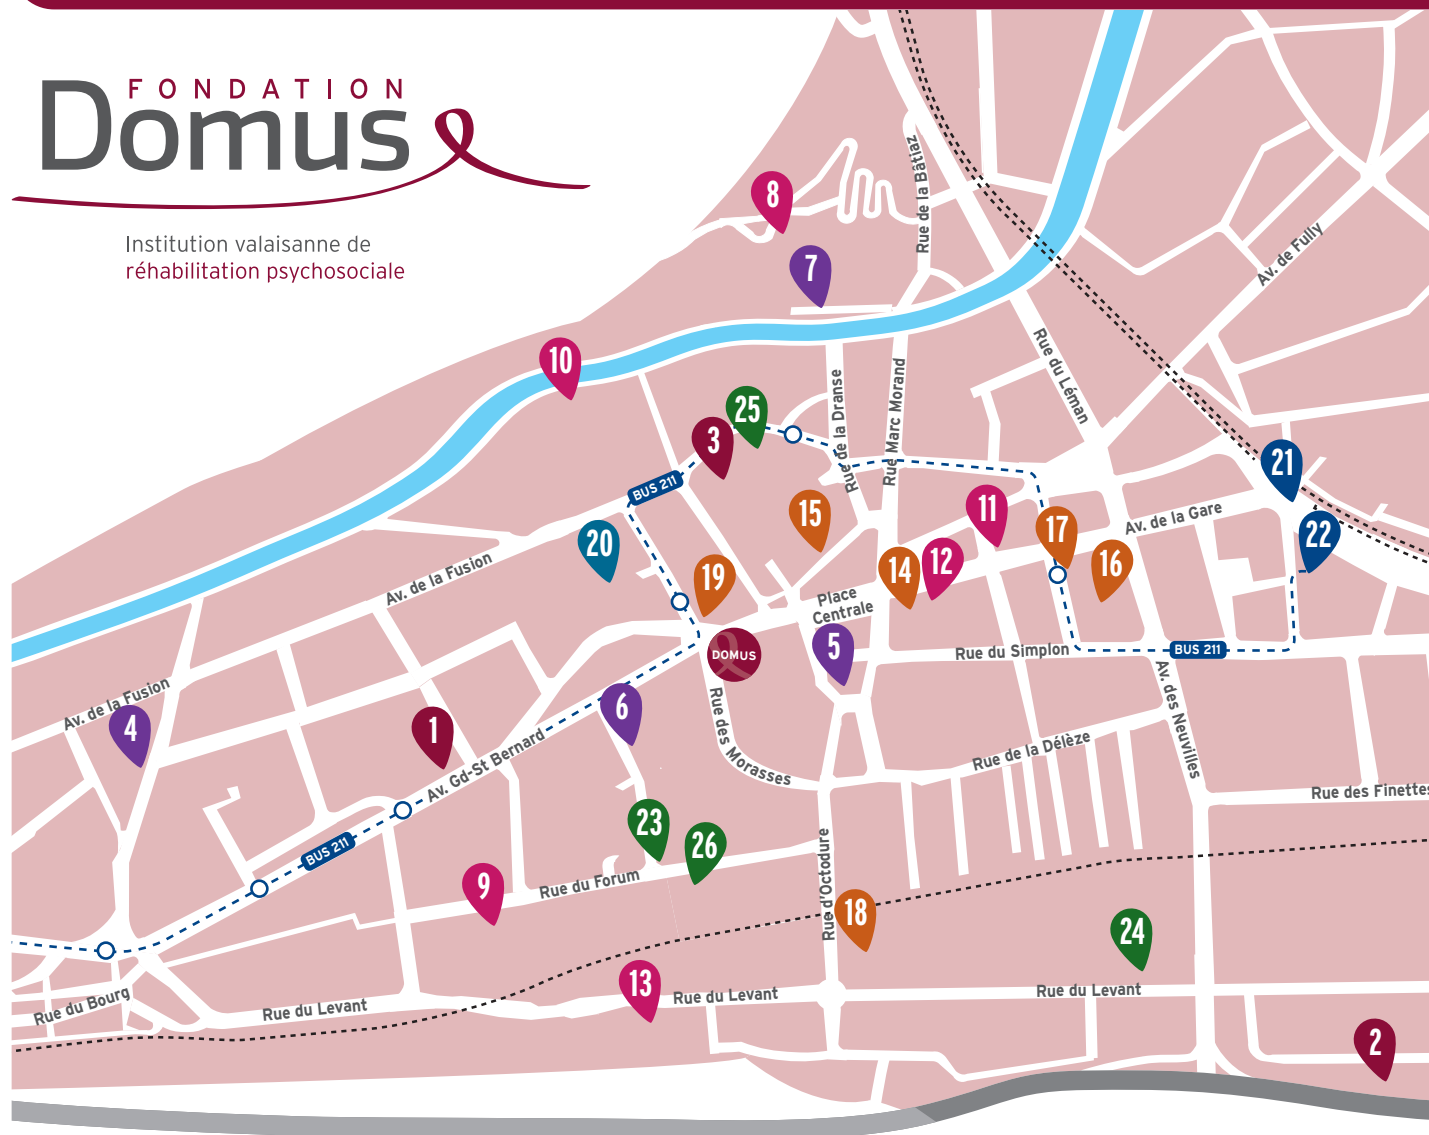 FONDATION
Domus
Institution valaisanne de
réhabilitation psychosociale
8
Rue de la Bâtiaz
7
Av. de Fully
10
Rue du Léman
25
3
Rue de la Dranse
Rue Marc Morand
BUS 211
21
15
11
Av. de la Gare
17
22
20
Av. de la Fusion
19
14
12
16
Place
Centrale
DOMUS
5
Rue du Simplon
BUS 211
Av. de la Fusion
4
6
1
Av. Gd-St Bernard
Rue des Morasses
Av. des Neuvilles
Rue de la Délèze
Rue des Finettes
BUS 211
23
26
9
Rue du Forum
Rue d'Octodure
18
24
13
Rue du Bourg
Rue du Levant
Rue du Levant
Rue du Levant
2